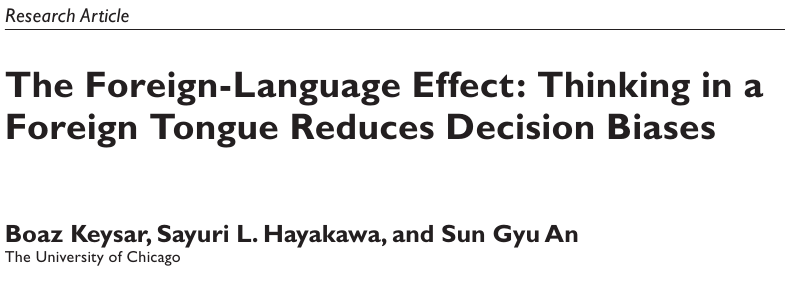 Research Article
The Foreign-Language Effect: Thinking in a
Foreign Tongue Reduces Decision Biases
Boaz Keysar, Sayuri L. Hayakawa, and Sun Gyu An
The University of Chicago